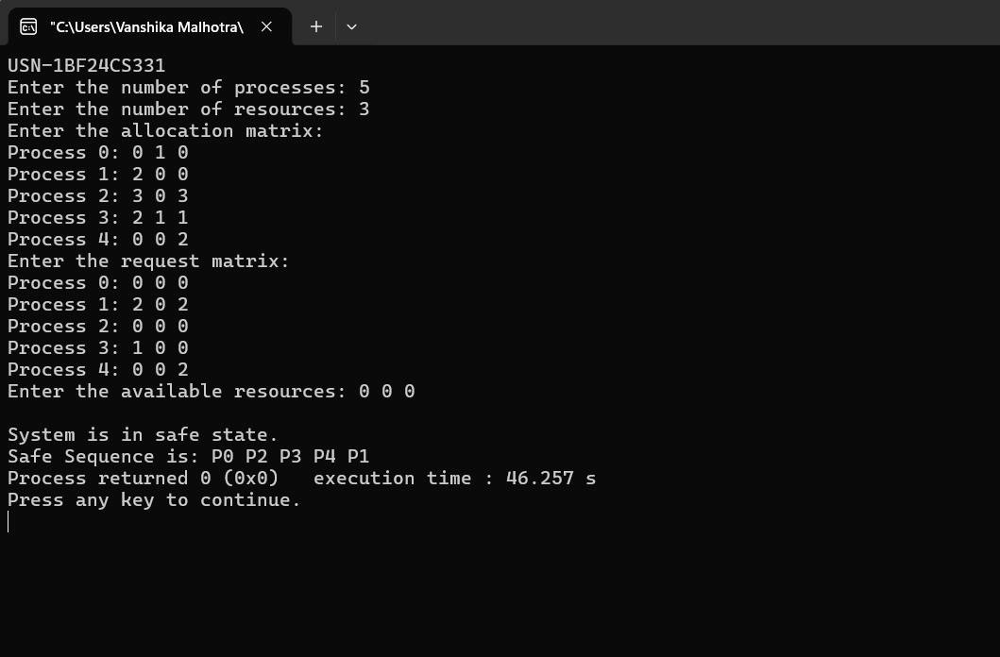 "C:\Users\Vanshika Malhotra\
USN-1BF24CS331
Enter the number of processes: 5
Enter the number of resources: 3
Enter the allocation matrix:
Process 0: 0 1 0
Process 1: 2 0 0
Process 2: 3 0 3
Process 3: 2 1 1
Process 4: 0 0 2
Enter the request matrix:
Process 0: 0 0 0
Process 1: 2 0 2
Process 2: 0 0 0
Process 3: 1 0 0
Process 4: 0 0 2
Enter the available resources: 0 0 0

System is in safe state.
Safe Sequence is: P0 P2 P3 P4 P1
Process returned 0 (0x0)   execution time : 46.257 s
Press any key to continue.